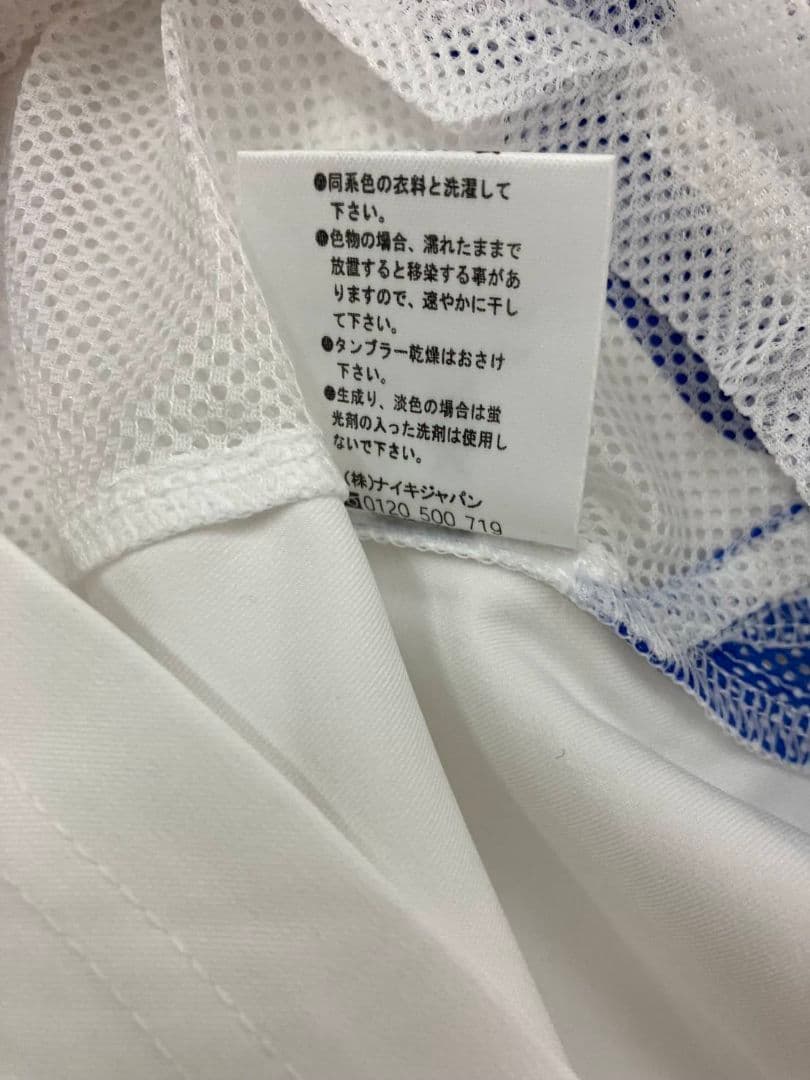 ●同系色の衣料と洗濯して
下さい。
●色物の場合、濡れたままで
放置すると移染する事があ
りますので、速やかに干し
て下さい。
●タンブラー乾燥はおさけ
下さい。
●生成り、淡色の場合は蛍
光剤の入った洗剤は使用し
ないで下さい。
(株)ナイキジャパン
0120 500 719